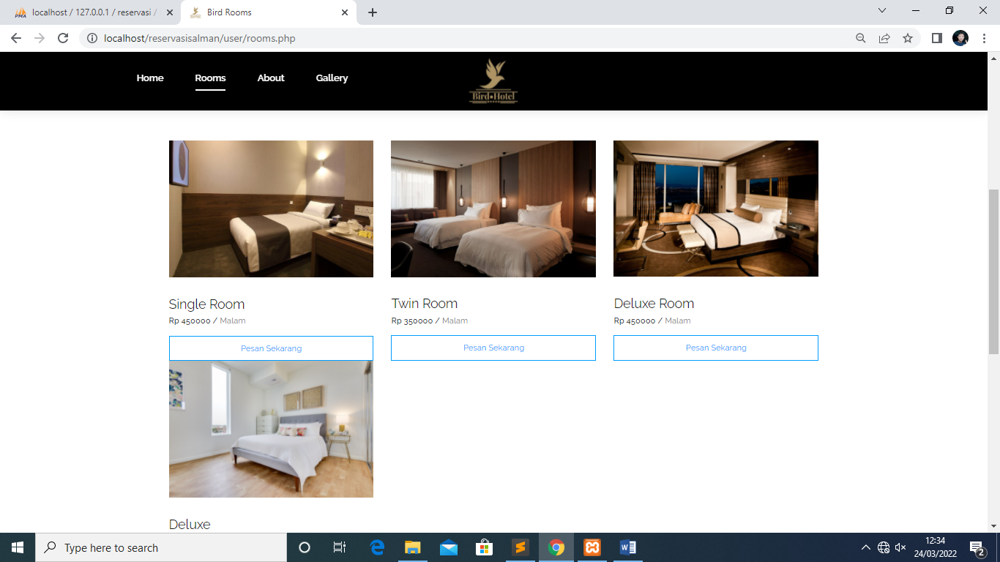 localhost / 127.0.0.1 / reservasi /
Bird Rooms
localhost/reservasisalman/user/rooms.php
Home Rooms About Gallery
Bird•Hotel
Single Room
Rp 450000 / Malam
Pesan Sekarang
Twin Room
Rp 350000 / Malam
Pesan Sekarang
Deluxe Room
Rp 450000 / Malam
Pesan Sekarang
Deluxe
Type here to search
12:34
24/03/2022
2